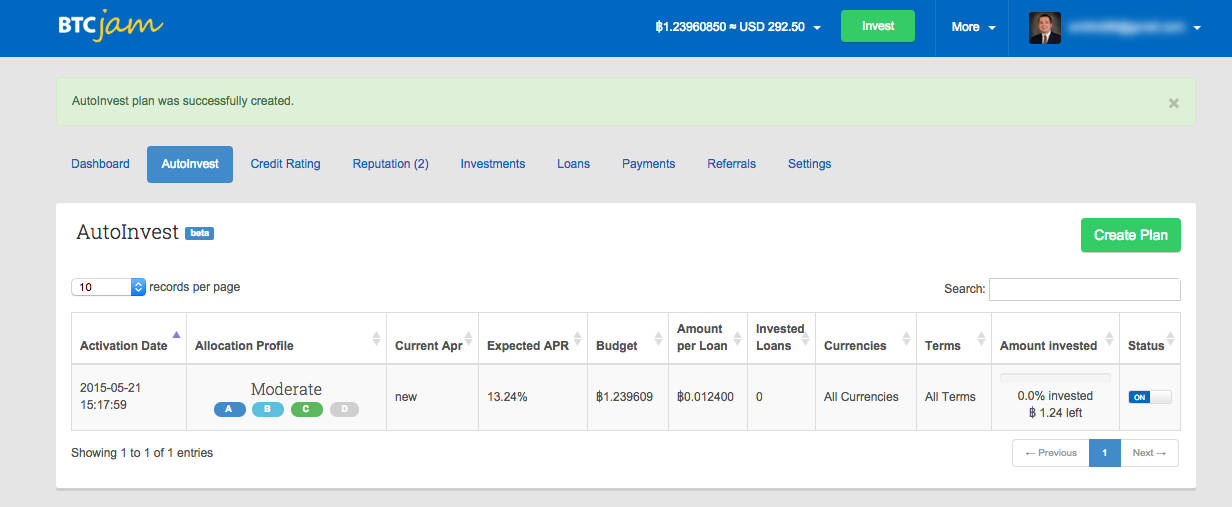 BTCjam
฿1.23960850 ≈ USD 292.50
Invest
More
AutoInvest plan was successfully created.
×
Dashboard
AutoInvest
Credit Rating
Reputation (2)
Investments
Loans
Payments
Referrals
Settings
AutoInvest beta
Create Plan
10 records per page
Search:
Activation Date
Allocation Profile
Current Apr
Expected APR
Budget
Amount
per Loan
Invested
Loans
Currencies
Terms
Amount invested
Status
2015-05-21
15:17:59
Moderate
A B C D
new
13.24%
฿1.239609
฿0.012400
0
All Currencies
All Terms
0.0% invested
฿ 1.24 left
ON
Showing 1 to 1 of 1 entries
← Previous
1
Next →